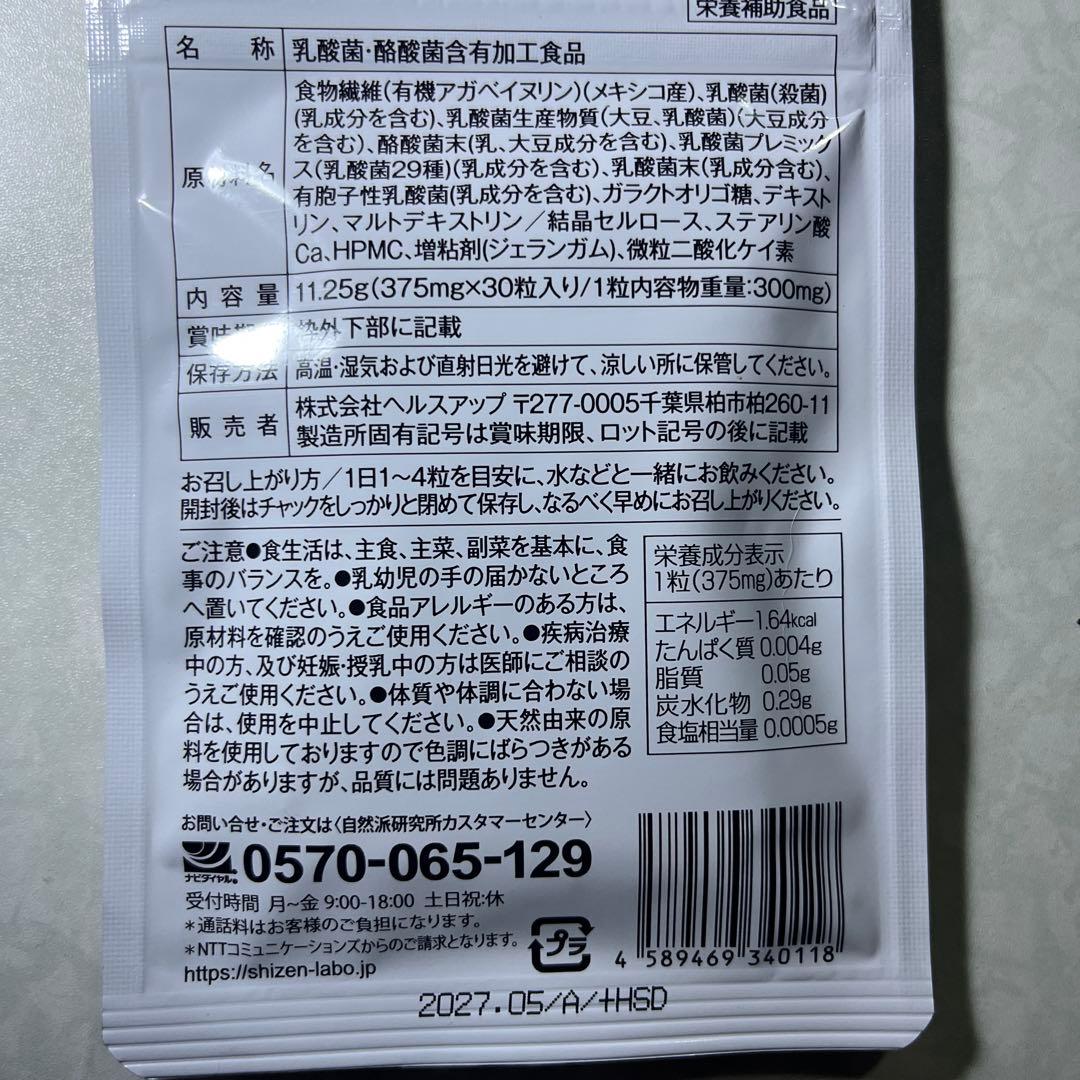 栄養補助食品
名 称 乳酸菌・酪酸菌含有加工食品
原材料名 食物繊維(有機アガベイヌリン)(メキシコ産)、乳酸菌(殺菌)
(乳成分を含む)、乳酸菌生産物質(大豆、乳酸菌)(大豆成分
を含む)、酪酸菌末(乳、大豆成分を含む)、乳酸菌プレミック
ス(乳酸菌29種)(乳成分を含む)、乳酸菌末(乳成分含む)、
有胞子性乳酸菌(乳成分を含む)、ガラクトオリゴ糖、デキスト
リン、マルトデキストリン/結晶セルロース、ステアリン酸
Ca、HPMC、増粘剤(ジェランガム)、微粒二酸化ケイ素
内 容 量 11.25g(375mg×30粒入り/1粒内容物重量:300mg)
賞味期限 枠外下部に記載
保存方法 高温・湿気および直射日光を避けて、涼しい所に保管してください。
販 売 者 株式会社ヘルスアップ 〒277-0005千葉県柏市柏260-11
製造所固有記号は賞味期限、ロット記号の後に記載
お召し上がり方/1日1〜4粒を目安に、水などと一緒にお飲みください。
開封後はチャックをしっかりと閉めて保存し、なるべく早めにお召し上がりください。
ご注意●食生活は、主食、主菜、副菜を基本に、食
事のバランスを。●乳幼児の手の届かないところ
へ置いてください。●食品アレルギーのある方は、
原材料を確認のうえご使用ください。●疾病治療
中の方、及び妊娠・授乳中の方は医師にご相談の
うえご使用ください。●体質や体調に合わない場
合は、使用を中止してください。●天然由来の原
料を使用しておりますので色調にばらつきがある
場合がありますが、品質には問題ありません。
栄養成分表示
1粒(375mg)あたり
エネルギー 1.64kcal
たんぱく質 0.004g
脂質 0.05g
炭水化物 0.29g
食塩相当量 0.0005g
お問い合せ・ご注文は〈自然派研究所カスタマーセンター〉
ナビダイヤル® 0570-065-129
受付時間 月〜金 9:00-18:00 土日祝:休
*通話料はお客様のご負担になります。
*NTTコミュニケーションズからのご請求となります。
https://shizen-labo.jp
プラ
4 589469 340118
2027.05/A/+HSD